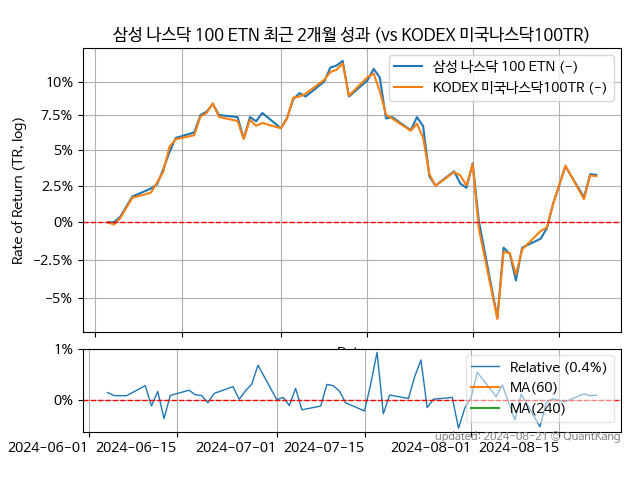 삼성 나스닥 100 ETN 최근 2개월 성과 (vs KODEX 미국나스닥100TR)
Rate of Return (TR, log)
10%
7.5%
5%
2.5%
0%
−2.5%
−5%
삼성 나스닥 100 ETN (-)
KODEX 미국나스닥100TR (-)
1%
0%
Relative (0.4%)
MA(60)
MA(240)
updated: 2024-08-21 © QuantKang
2024-06-01
2024-06-15
2024-07-01
2024-07-15
2024-08-01
2024-08-15